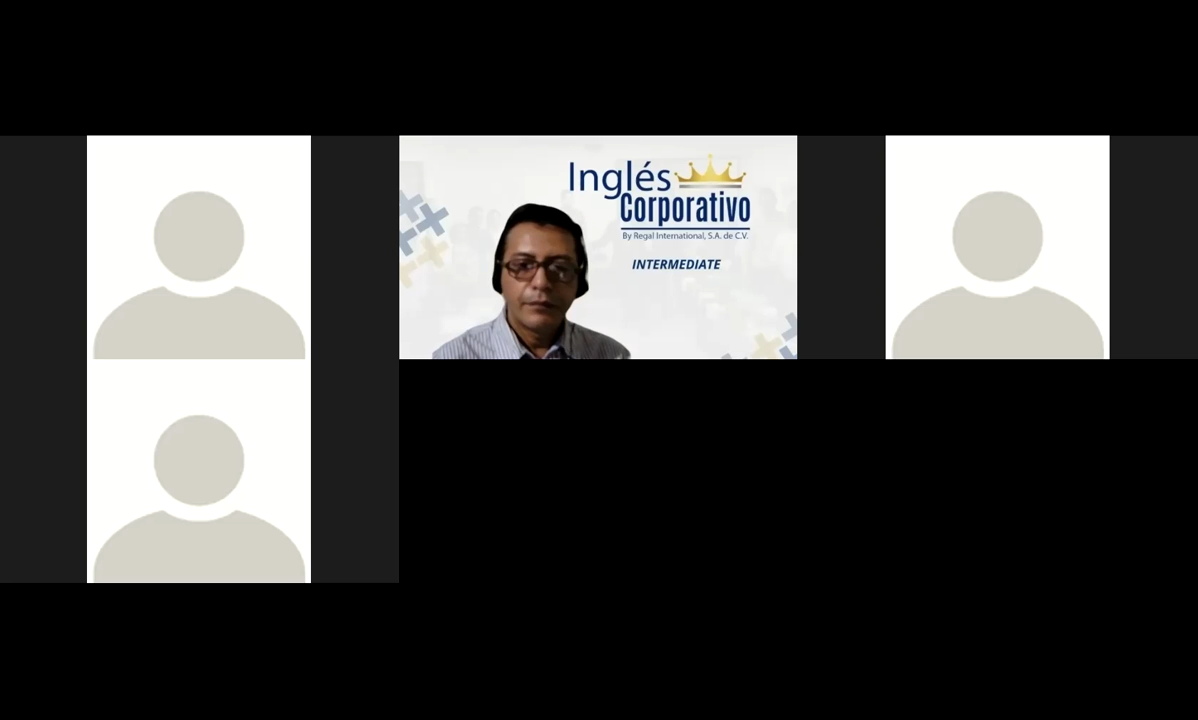 Inglés
Corporativo
By Regal International, S.A. de C.V.
INTERMEDIATE